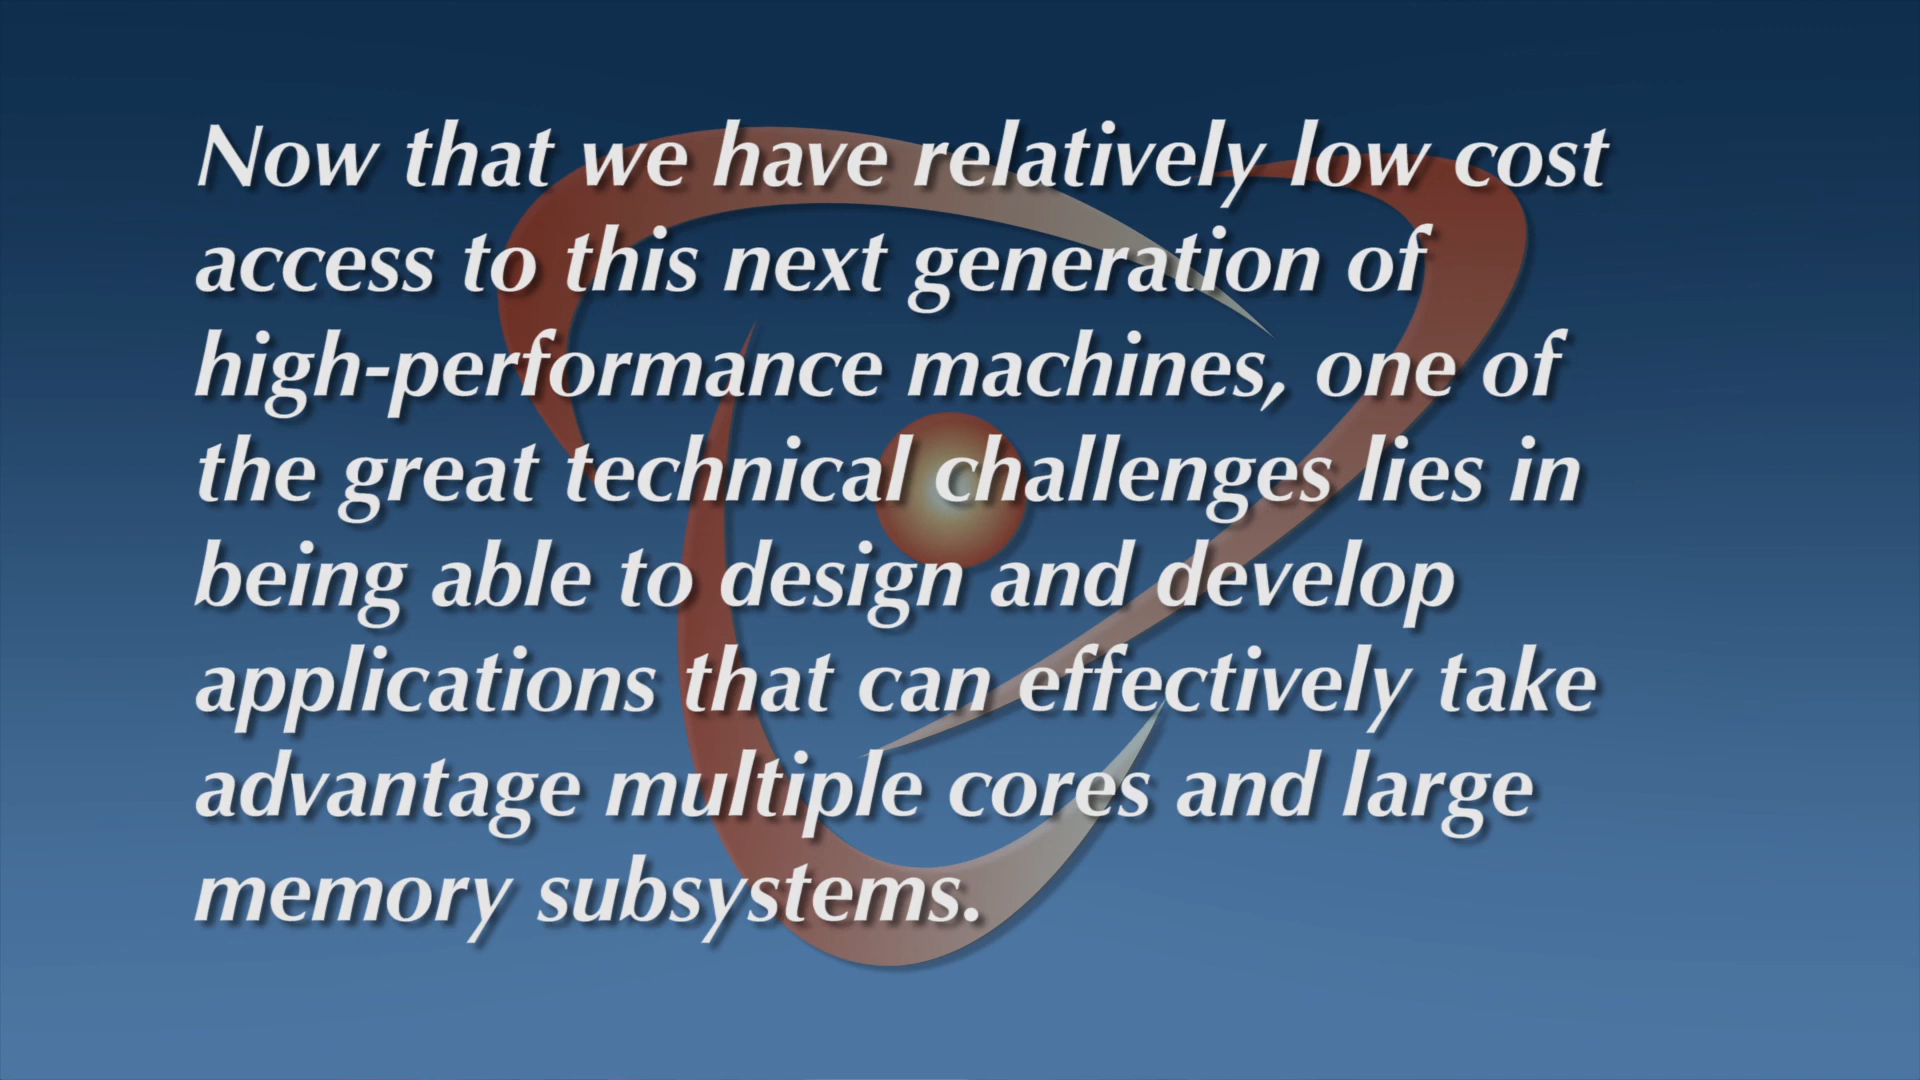 Now that we have relatively low cost
access to this next generation of
high-performance machines, one of
the great technical challenges lies in
being able to design and develop
applications that can effectively take
advantage multiple cores and large
memory subsystems.